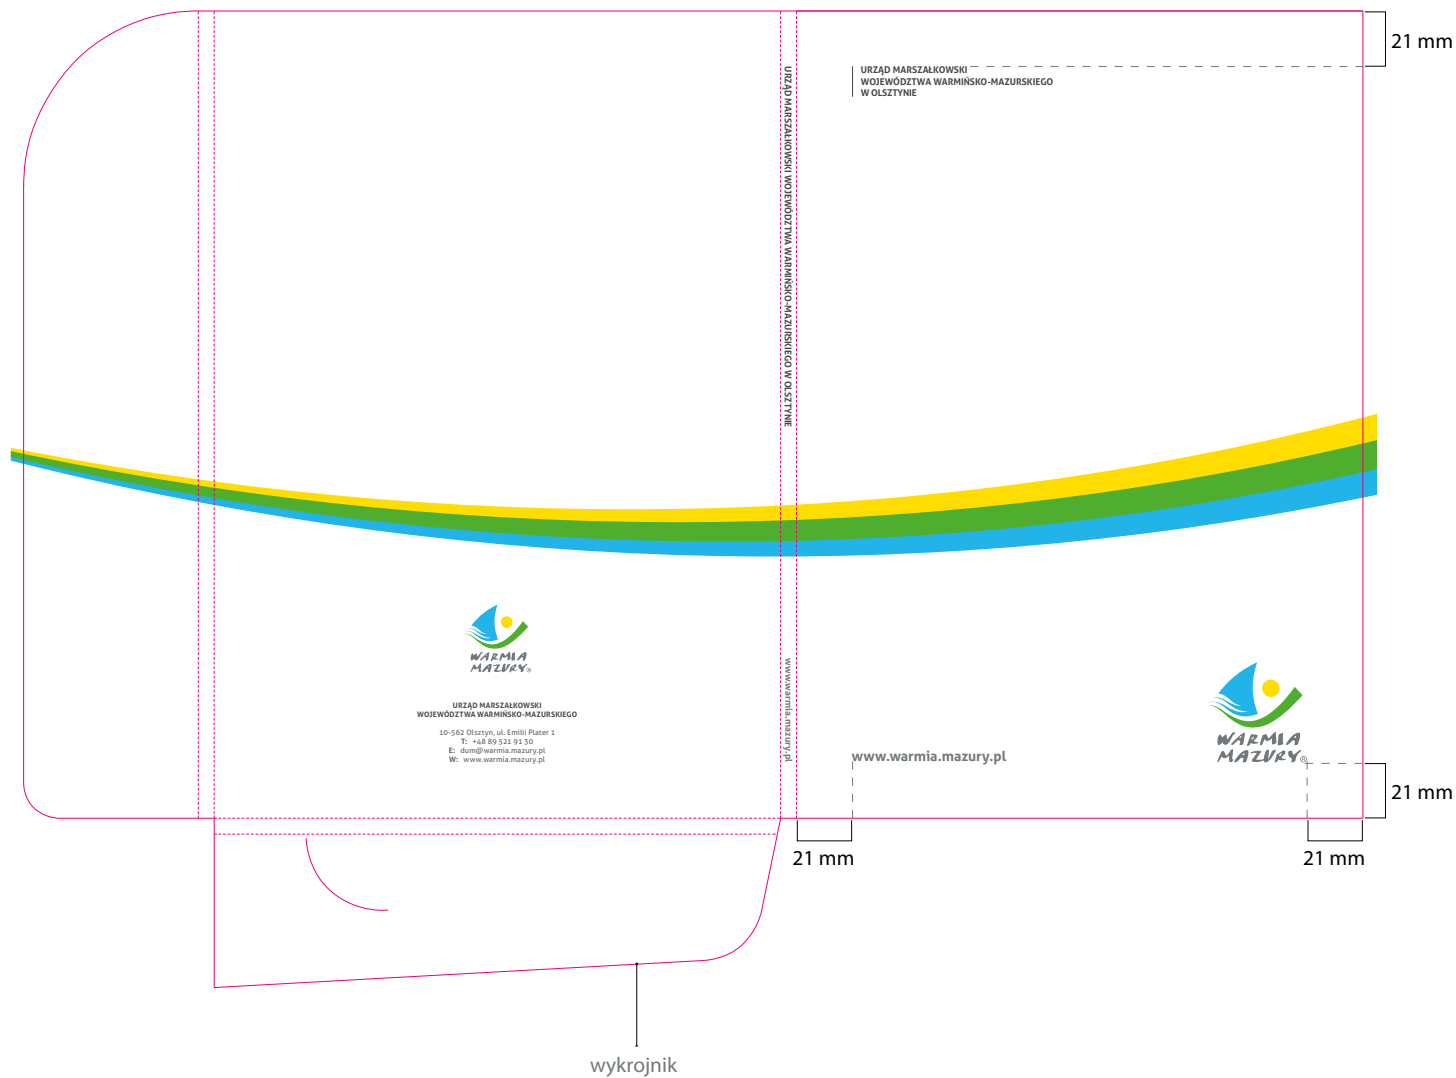 21 mm
URZĄD MARSZAŁKOWSKI
WOJEWÓDZTWA WARMIŃSKO-MAZURSKIEGO
W OLSZTYNIE
URZĄD MARSZAŁKOWSKI WOJEWÓDZTWA WARMIŃSKO-MAZURSKIEGO W OLSZTYNIE
WARMIA
MAZURY®
URZĄD MARSZAŁKOWSKI
WOJEWÓDZTWA WARMIŃSKO-MAZURSKIEGO
10-562 Olsztyn, ul. Emilii Plater 1
T: +48 89 521 91 30
E: dum@warmia.mazury.pl
W: www.warmia.mazury.pl
www.warmia.mazury.pl
www.warmia.mazury.pl
WARMIA
MAZURY®
21 mm
21 mm
21 mm
wykrojnik